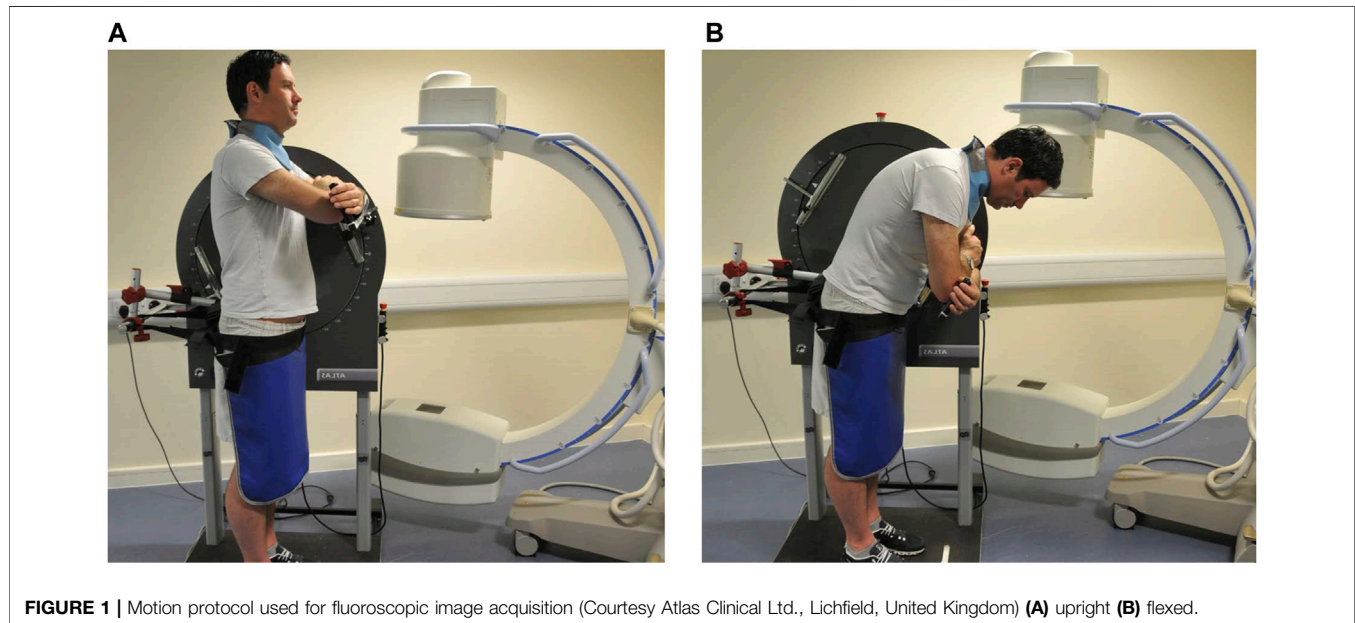 A
B
ATLAS
ATLAS
FIGURE 1 | Motion protocol used for fluoroscopic image acquisition (Courtesy Atlas Clinical Ltd., Lichfield, United Kingdom) (A) upright (B) flexed.